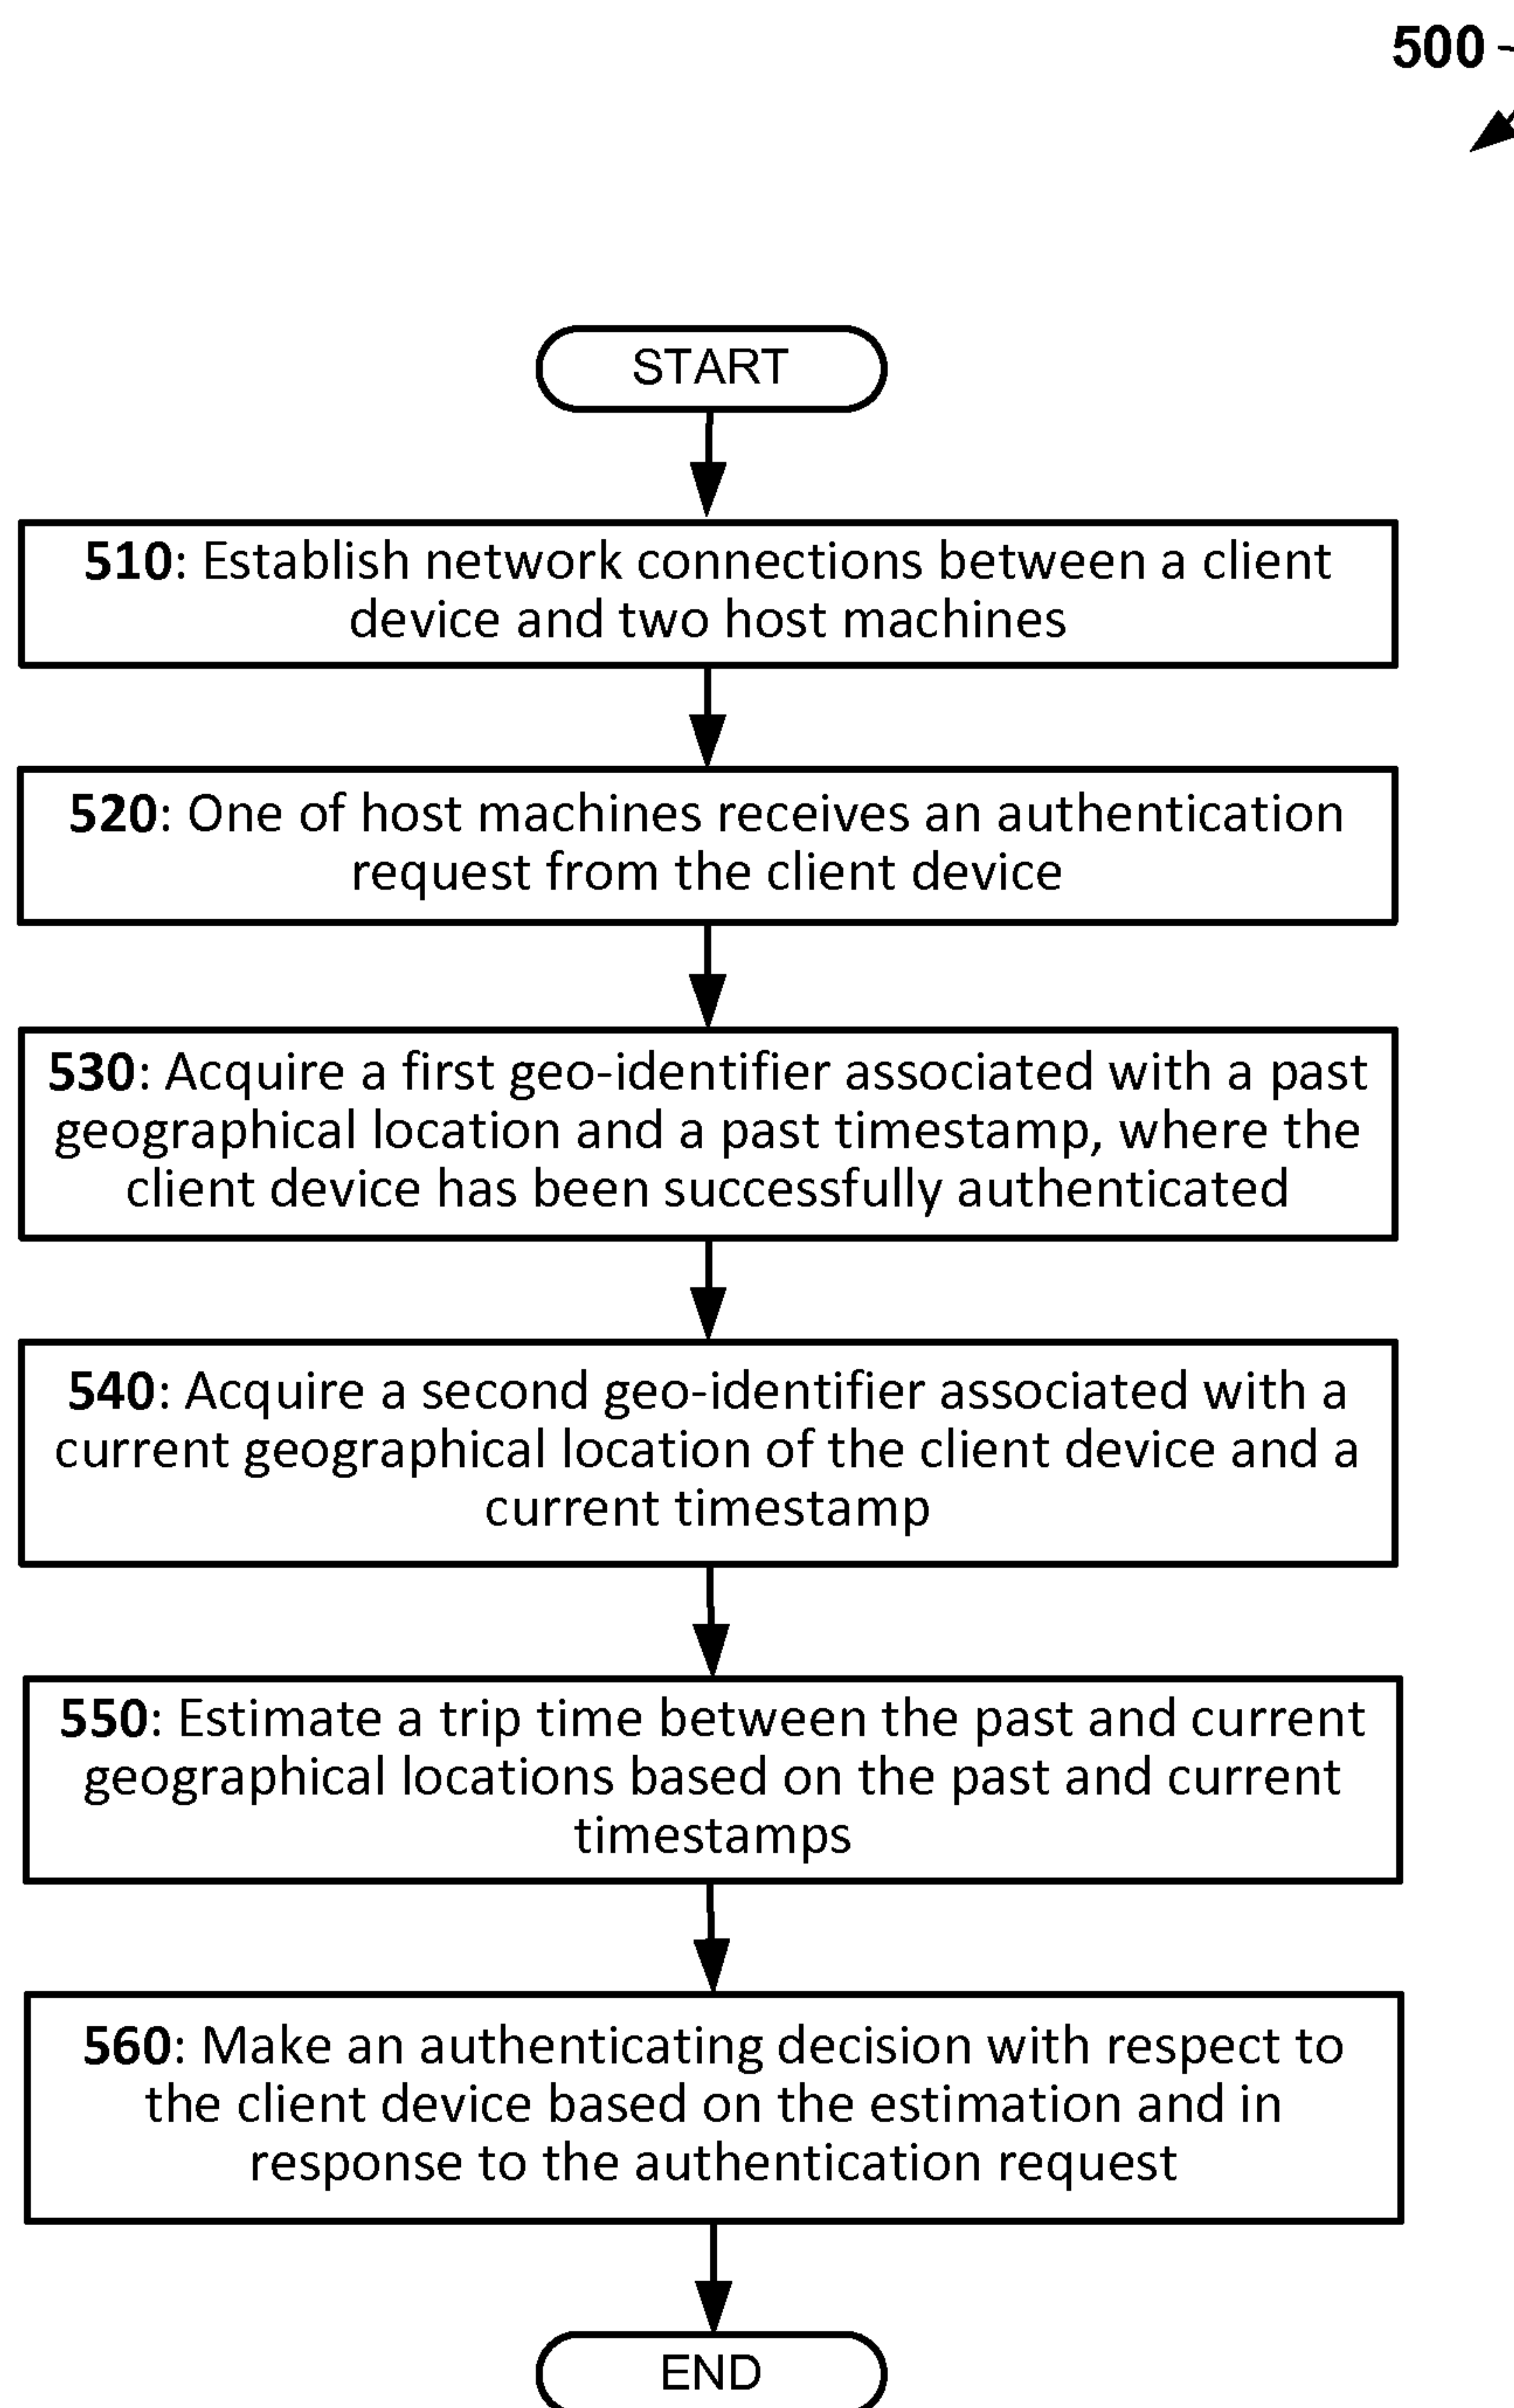 500
START
510: Establish network connections between a client
device and two host machines
520: One of host machines receives an authentication
request from the client device
530: Acquire a first geo-identifier associated with a past
geographical location and a past timestamp, where the
client device has been successfully authenticated
540: Acquire a second geo-identifier associated with a
current geographical location of the client device and a
current timestamp
550: Estimate a trip time between the past and current
geographical locations based on the past and current
timestamps
560: Make an authenticating decision with respect to
the client device based on the estimation and in
response to the authentication request
END